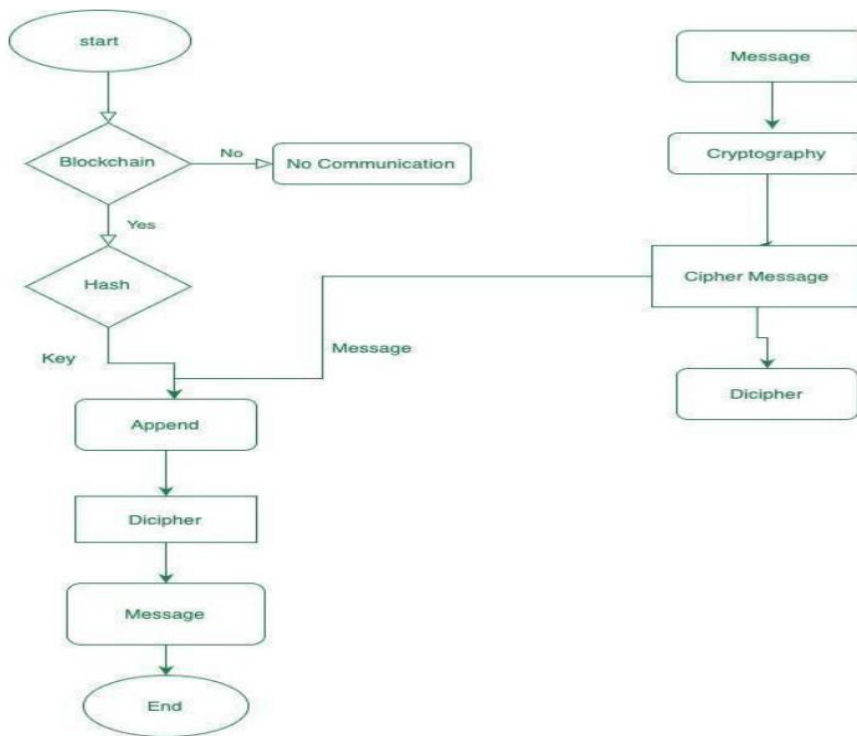 start
Message
Blockchain
No
No Communication
Cryptography
Yes
Hash
Cipher Message
Key
Message
Append
Dicipher
Dicipher
Message
End